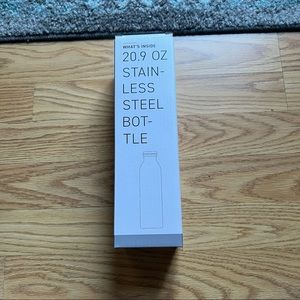 WHAT'S INSIDE
20.9 OZ
STAIN-
LESS
STEEL
BOT-
TLE